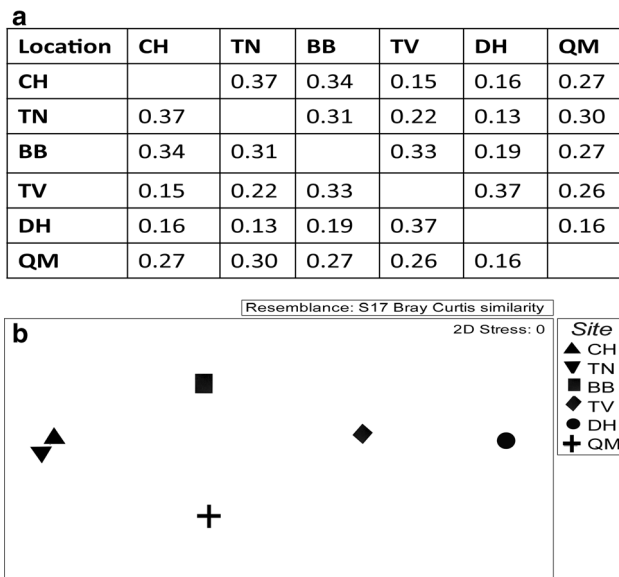 a
Location CH TN BB TV DH QM
CH 0.37 0.34 0.15 0.16 0.27
TN 0.37 0.31 0.22 0.13 0.30
BB 0.34 0.31 0.33 0.19 0.27
TV 0.15 0.22 0.33 0.37 0.26
DH 0.16 0.13 0.19 0.37 0.16
QM 0.27 0.30 0.27 0.26 0.16
Resemblance: S17 Bray Curtis similarity
b
2D Stress: 0
Site
CH
TN
BB
TV
DH
QM